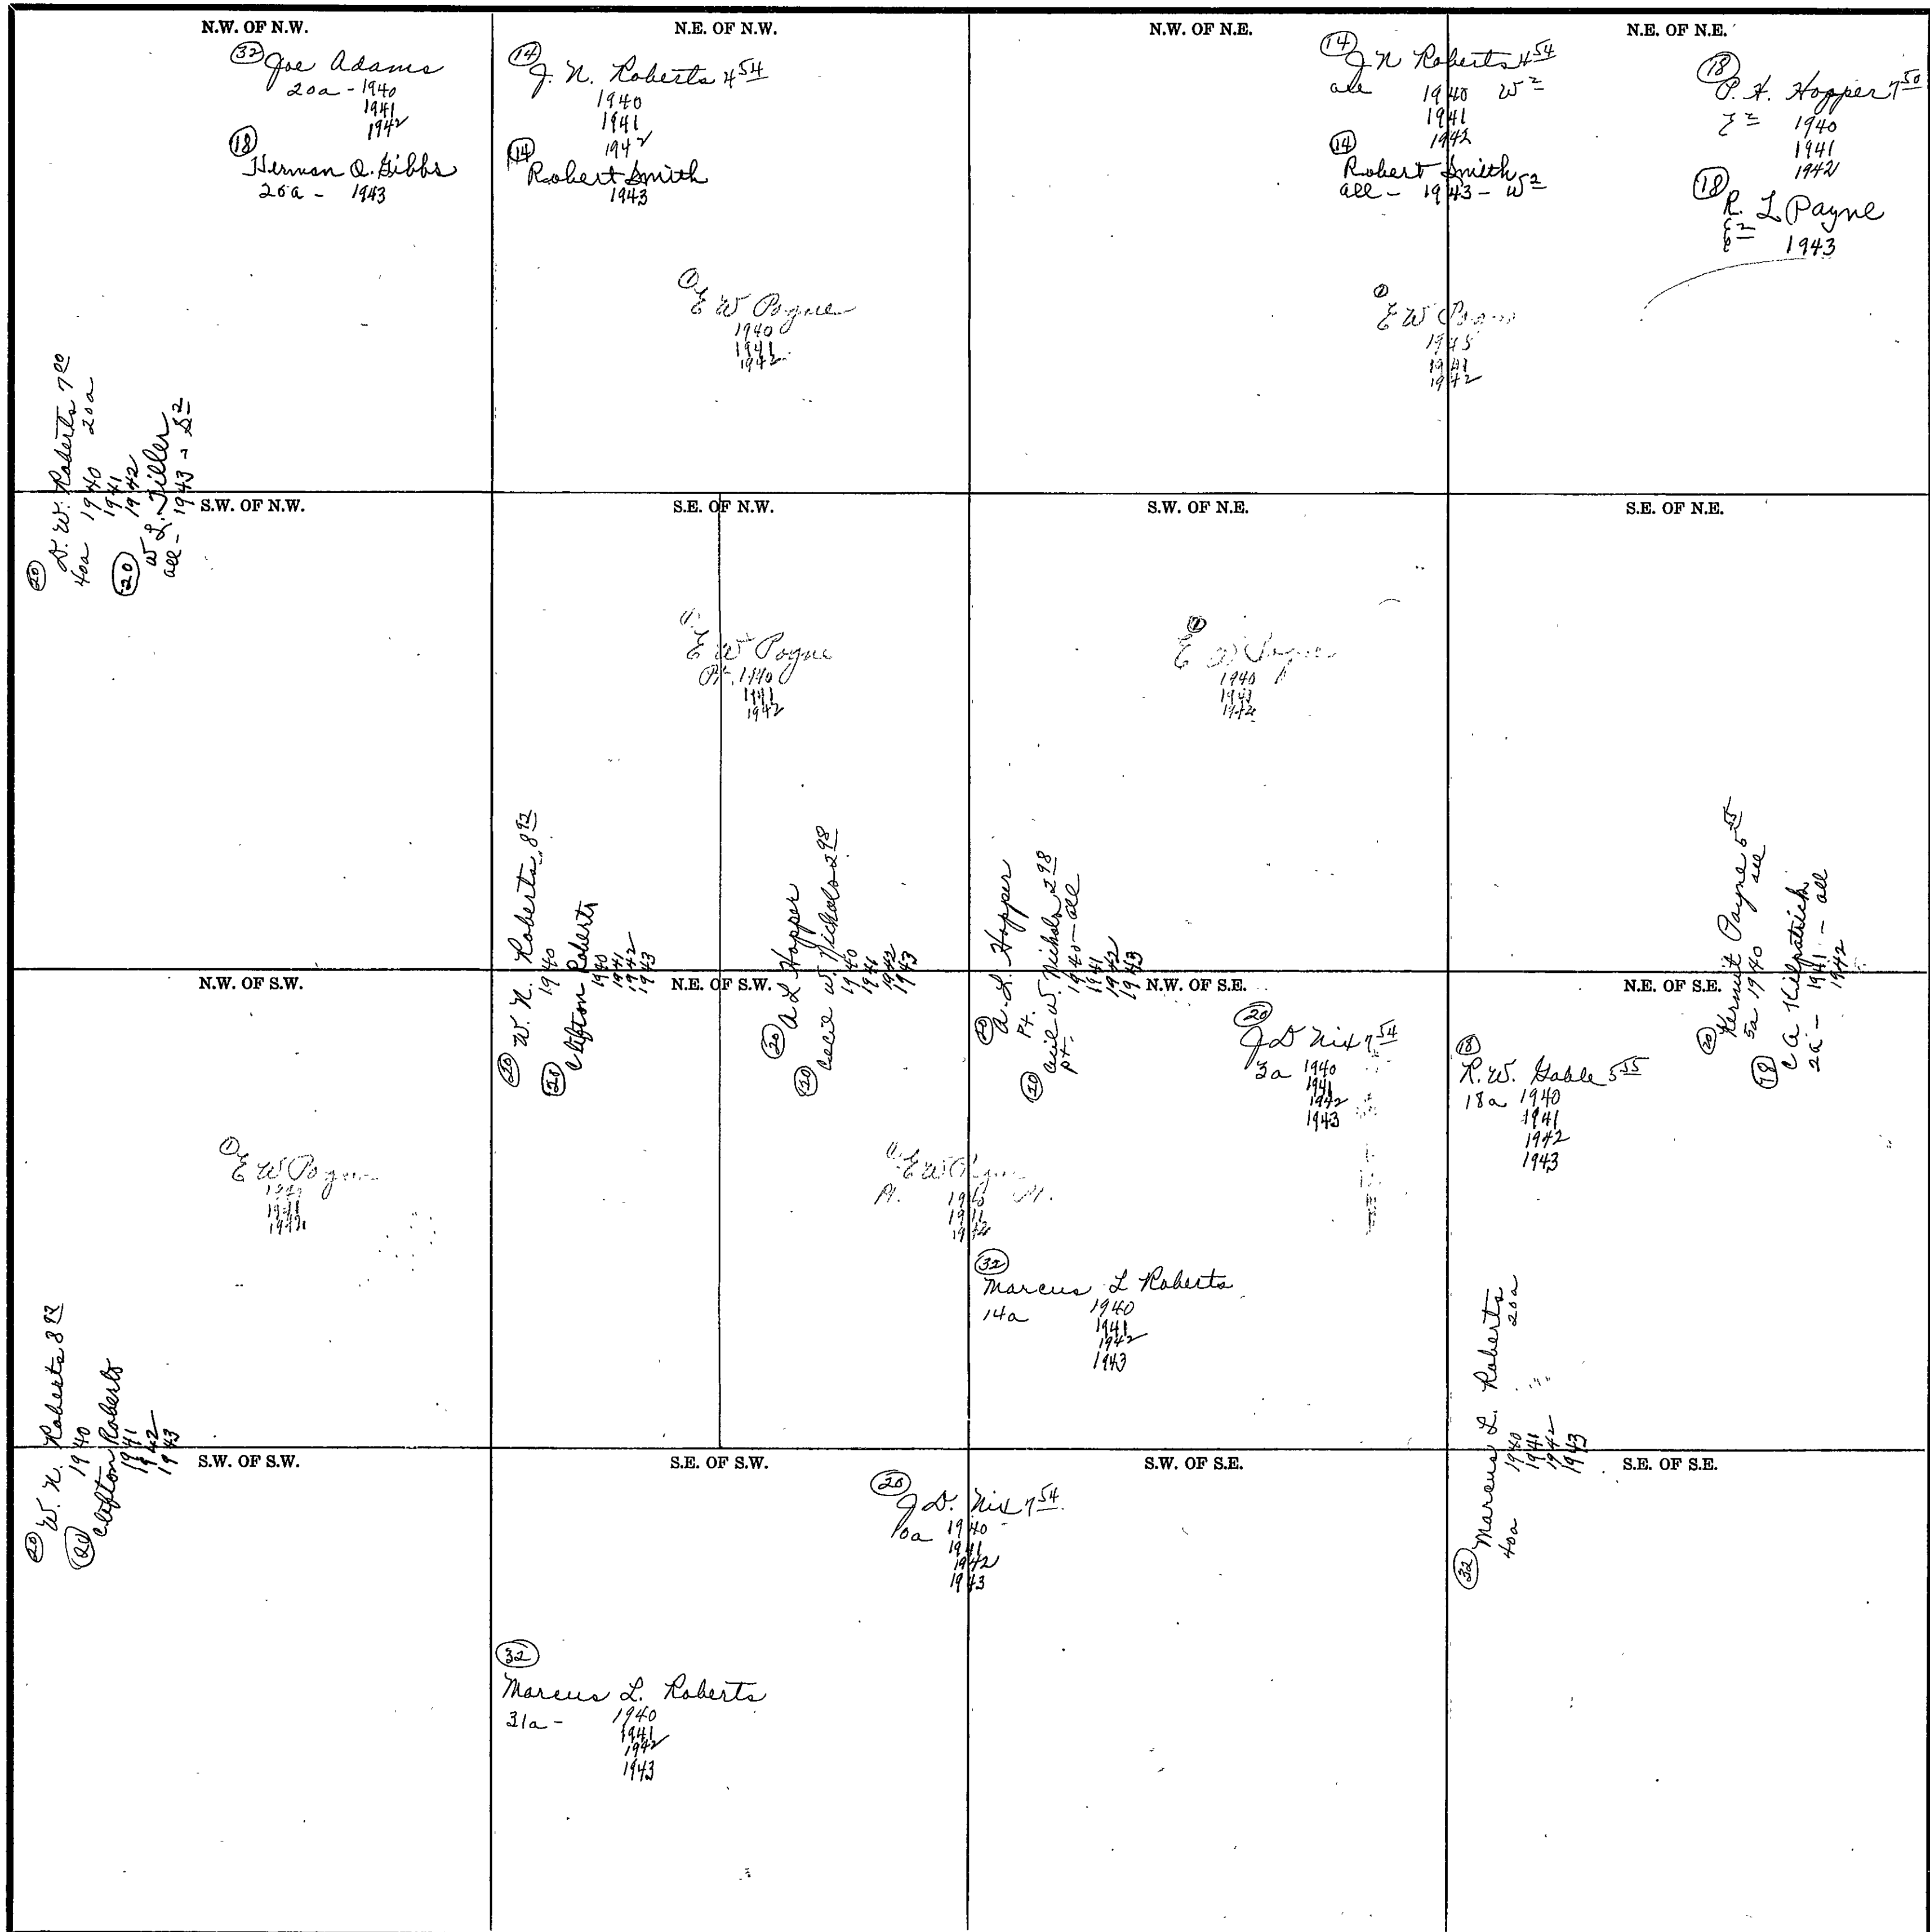 N.W. OF N.W.
32 Joe Adams
20a - 1940
1941
1942
18
Herman O. Gibbs
20a - 1943
N.E. OF N.W.
14
J. N. Roberts 4 54
1940
1941
1942
14
Robert Smith
1943
1
E W Payne
1940
1941
1942
N.W. OF N.E.
14
J N Roberts 4 54
all 1940 W 2
1941
1942
14
Robert Smith
all - 1943 - W 2
E W Payne
1941
1942
N.E. OF N.E.
18
P. H. Hopper 7 50
E 2 1940
1941
1942
18
R. L Payne
E 2 1943
20 D. W. Roberts 7 00
40a 1940 20a
1941
1942
20 W L. Tiller
all - 1943 - S 2
S.W. OF N.W.
S.E. OF N.W.
1
E W Payne
Pt. 1940
1941
1942
S.W. OF N.E.
1
E W Payne
1940
1941
1942
S.E. OF N.E.
20 W. N. Roberts 8 92
1940
20 Clifton Roberts
1940
1941
1942
1943
20 A L Hopper
20 Cecil W. Nichols 2 98
1940
1941
1942
1943
20 A. L. Hopper
Pt.
20 Cecil W. Nichols 2 98
Pt. 1940 - all
1941
1942
1943
20 Kermit Payne 5 55
5a 1940 all
18 C A Kilpatrick
2a - 1941 - all
1942
N.W. OF S.W.
1
E W Payne
1941
1942
N.E. OF S.W.
E W Payne
Pt. 1940 Pt.
1941
1942
N.W. OF S.E.
20
J D Nix 7 54
3a 1940
1941
1942
1943
32
Marcus L Roberts
14a 1940
1941
1942
1943
N.E. OF S.E.
18
R. W. Gable 5 55
18a 1940
1941
1942
1943
20 W. N. Roberts 8 92
1940
20 Clifton Roberts
1941
1942
1943
32 Marcus L. Roberts
40a 1940 20a
1941
1942
1943
S.W. OF S.W.
S.E. OF S.W.
20
J D. Nix 7 54
10a 1940
1941
1942
1943
32
Marcus L. Roberts
31a - 1940
1941
1942
1943
S.W. OF S.E.
S.E. OF S.E.